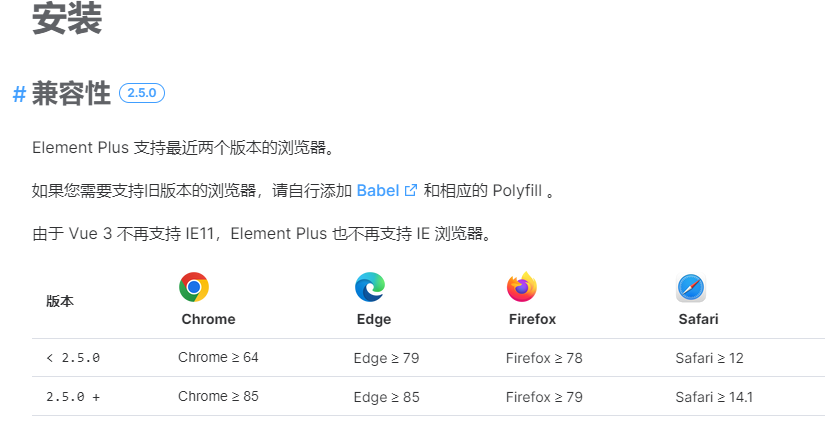 安装
# 兼容性 2.5.0
Element Plus 支持最近两个版本的浏览器。
如果您需要支持旧版本的浏览器，请自行添加 Babel 和相应的 Polyfill 。
由于 Vue 3 不再支持 IE11，Element Plus 也不再支持 IE 浏览器。
版本 Chrome Edge Firefox Safari
< 2.5.0 Chrome ≥ 64 Edge ≥ 79 Firefox ≥ 78 Safari ≥ 12
2.5.0 + Chrome ≥ 85 Edge ≥ 85 Firefox ≥ 79 Safari ≥ 14.1